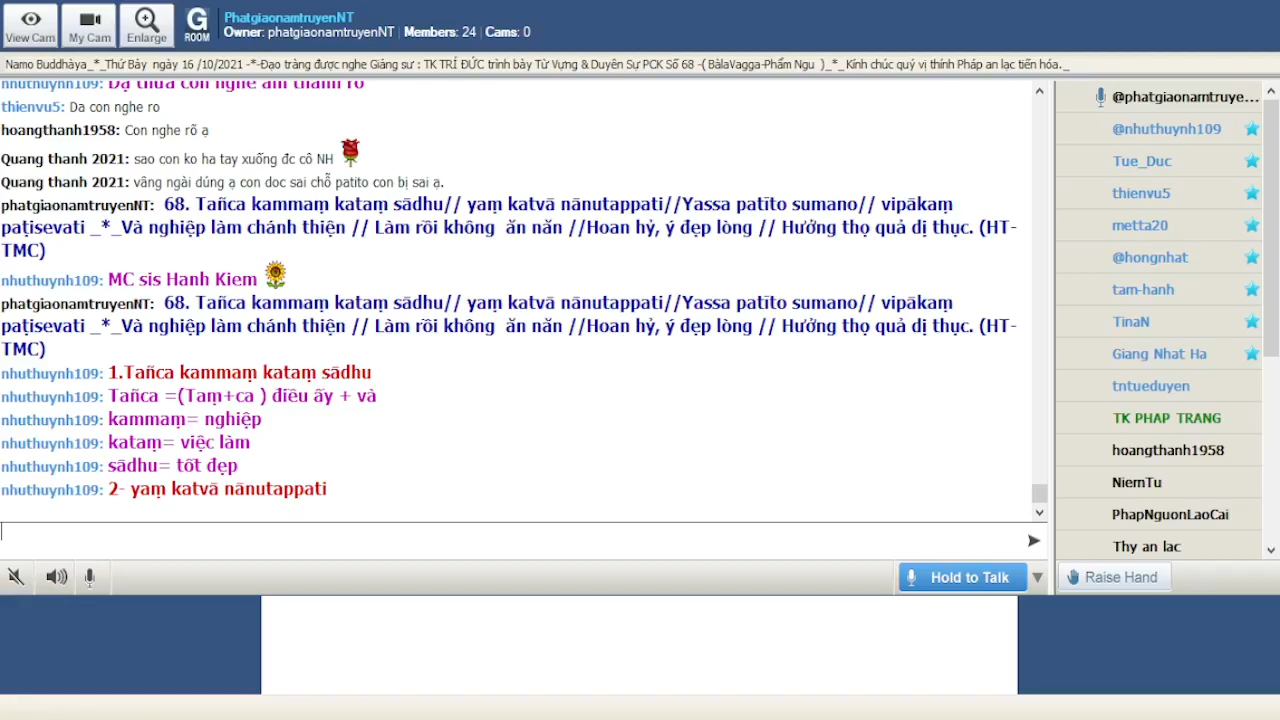 View Cam
My Cam
Enlarge
G
ROOM
PhatgiaonamtruyenNT
Owner: phatgiaonamtruyenNT | Members: 24 | Cams: 0
Namo Buddhàya_*_Thứ Bảy ngày 16 /10/2021 -*-Đạo tràng được nghe Giảng sư : TK TRÍ ĐỨC trình bày Từ Vựng & Duyên Sự PCK Số 68 -( BàlaVagga-Phẩm Ngu )_*_ Kính chúc quý vị thính Pháp an lạc tiến hóa._
nhuthuynh109: Dạ thưa con nghe âm thanh rõ
thienvu5: Da con nghe ro
hoangthanh1958: Con nghe rõ ạ
Quang thanh 2021: sao con ko ha tay xuống đc cô NH
Quang thanh 2021: vâng ngài dúng ạ con doc sai chỗ patito con bị sai ạ.
phatgiaonamtruyenNT: 68. Tañca kammaṃ kataṃ sādhu// yaṃ katvā nānutappati//Yassa patīto sumano// vipākaṃ
paṭisevati _*_Và nghiệp làm chánh thiện // Làm rồi không ăn năn //Hoan hỷ, ý đẹp lòng // Hưởng thọ quả dị thục. (HT-
TMC)
nhuthuynh109: MC sis Hanh Kiem
phatgiaonamtruyenNT: 68. Tañca kammaṃ kataṃ sādhu// yaṃ katvā nānutappati//Yassa patīto sumano// vipākaṃ
paṭisevati _*_Và nghiệp làm chánh thiện // Làm rồi không ăn năn //Hoan hỷ, ý đẹp lòng // Hưởng thọ quả dị thục. (HT-
TMC)
nhuthuynh109: 1.Tañca kammaṃ kataṃ sādhu
nhuthuynh109: Tañca =(Taṃ+ca ) điều ấy + và
nhuthuynh109: kammaṃ= nghiệp
nhuthuynh109: kataṃ= việc làm
nhuthuynh109: sādhu= tốt đẹp
nhuthuynh109: 2- yaṃ katvā nānutappati
Hold to Talk
@phatgiaonamtruye...
@nhuthuynh109
Tue_Duc
thienvu5
metta20
@hongnhat
tam-hanh
TinaN
Giang Nhat Ha
tntueduyen
TK PHAP TRANG
hoangthanh1958
NiemTu
PhapNguonLaoCai
Thy an lac
Raise Hand